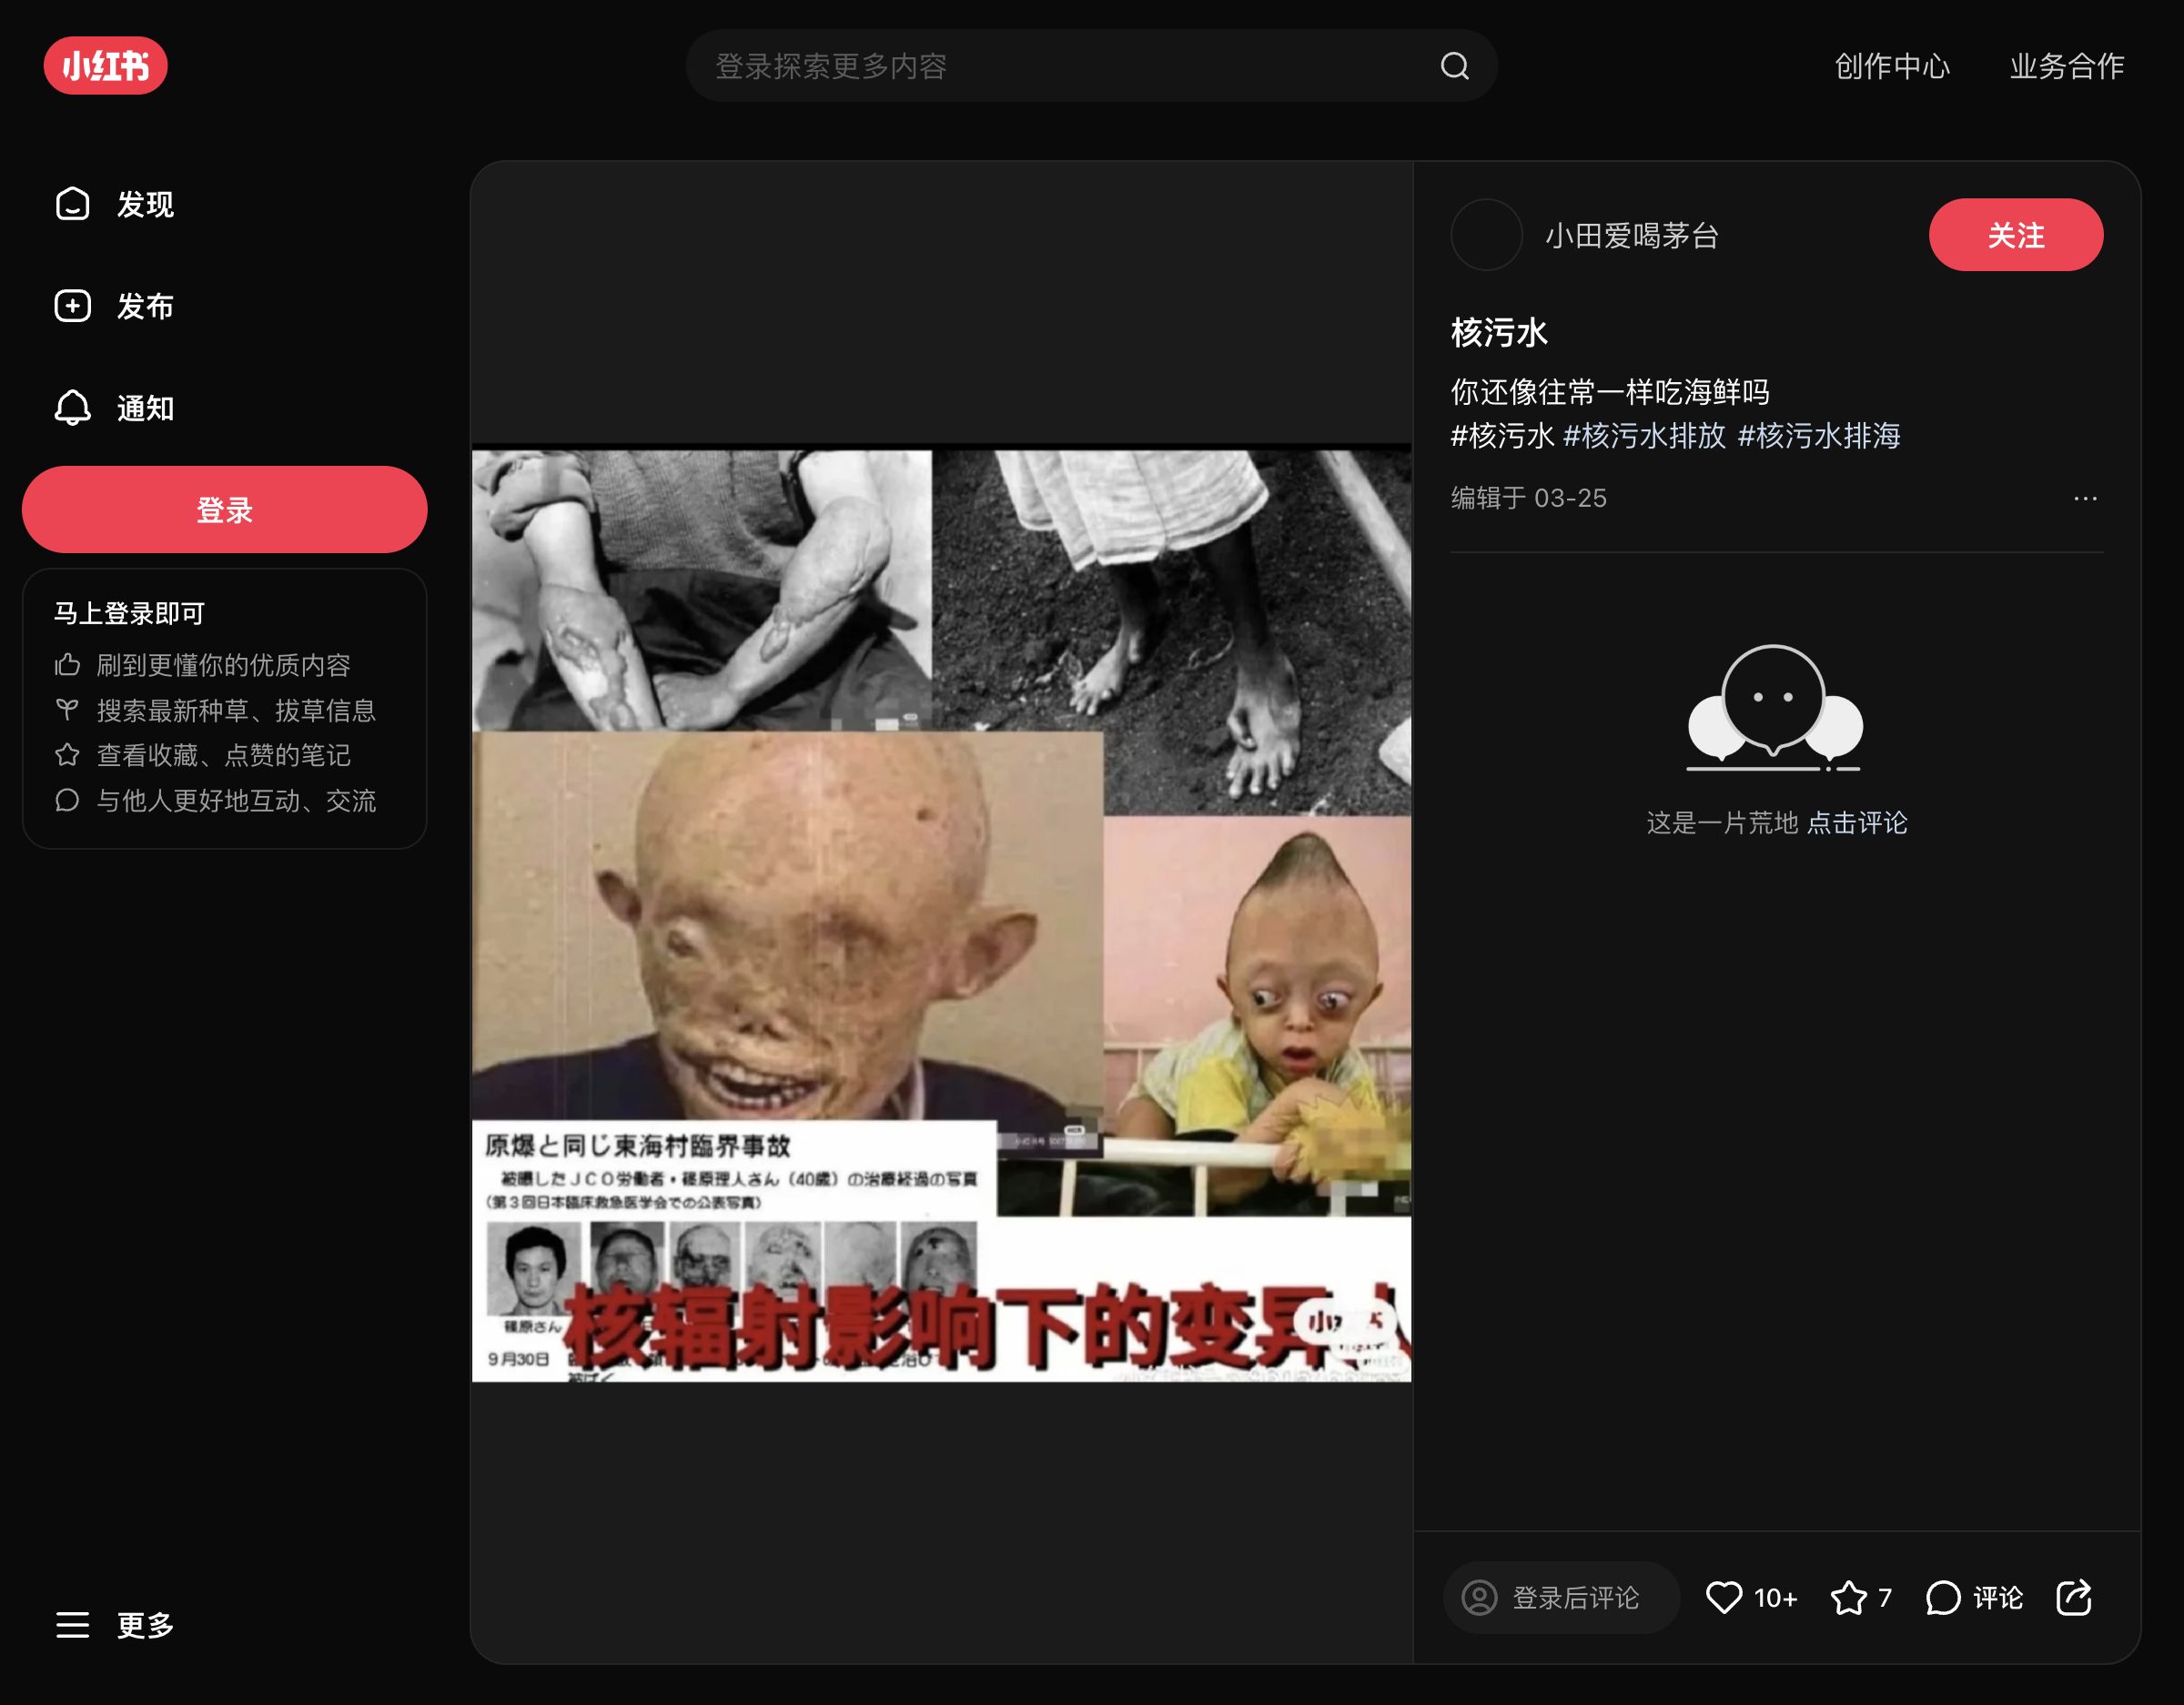 小红书
登录探索更多内容
创作中心
业务合作
发现
发布
通知
登录
马上登录即可
刷到更懂你的优质内容
搜索最新种草、拔草信息
查看收藏、点赞的笔记
与他人更好地互动、交流
更多
原爆と同じ東海村臨界事故
被曝したJCO労働者・篠原理人さん（40歳）の治療経過の写真
（第3回日本臨床救急医学会での公表写真）
篠原さん
9月30日
核辐射影响下的变异人
小田爱喝茅台
关注
核污水
你还像往常一样吃海鲜吗
#核污水 #核污水排放 #核污水排海
编辑于 03-25
这是一片荒地 点击评论
登录后评论
10+
7
评论